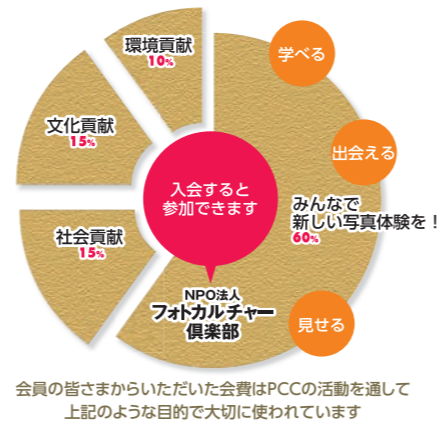 環境貢献
10%
学べる
文化貢献
15%
出会える
入会すると
参加できます
みんなで
新しい写真体験を！
60%
社会貢献
15%
NPO法人
フォトカルチャー
倶楽部
見せる
会員の皆さまからいただいた会費はPCCの活動を通して
上記のような目的で大切に使われています